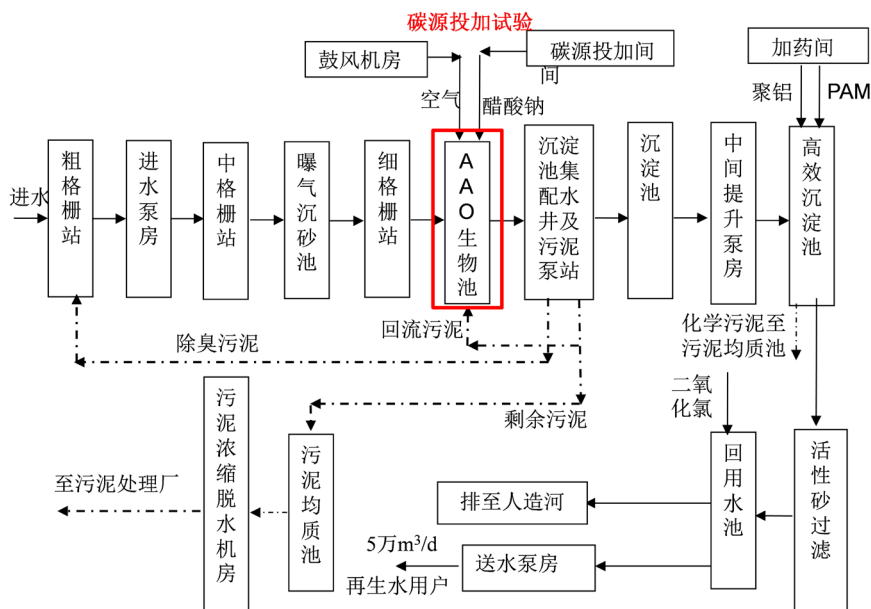 碳源投加试验
鼓风机房
碳源投加间
间
加药间
空气
醋酸钠
聚铝
PAM
进水
粗格栅站
进水泵房
中格栅站
曝气沉砂池
细格栅站
AAO生物池
沉淀池集配水井及污泥泵站
沉淀池
中间提升泵房
高效沉淀池
除臭污泥
回流污泥
化学污泥至
污泥均质池
剩余污泥
二氧
化氯
至污泥处理厂
污泥浓缩脱水机房
污泥均质池
排至人造河
5万m³/d
再生水用户
送水泵房
回用水池
活性砂过滤